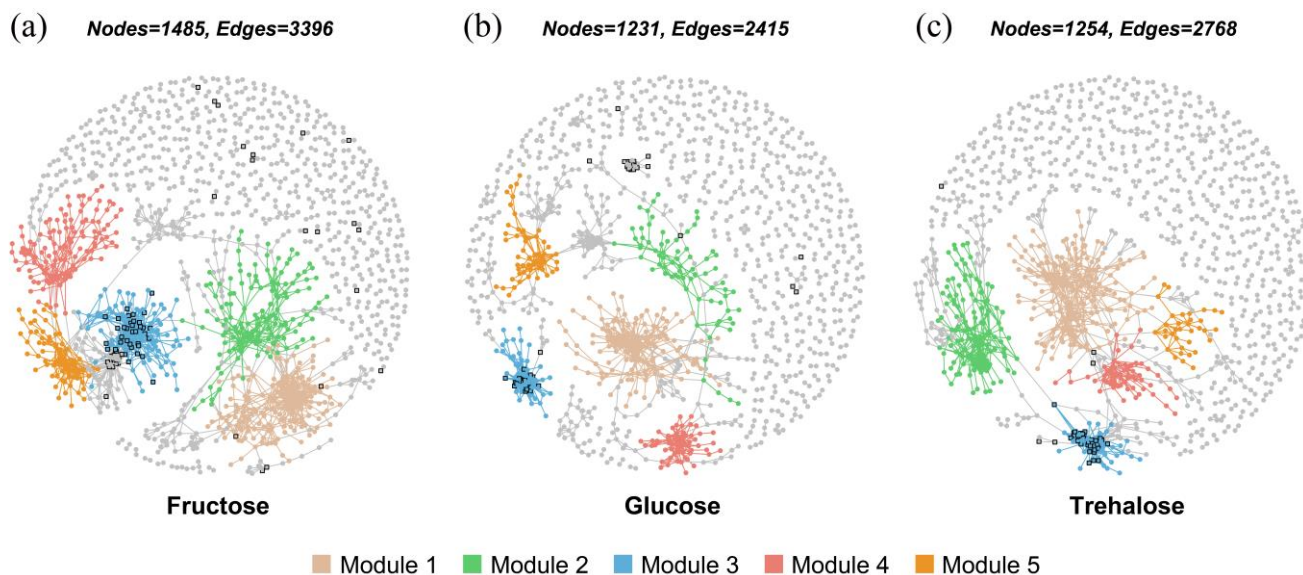 (a) Nodes=1485, Edges=3396
(b) Nodes=1231, Edges=2415
(c) Nodes=1254, Edges=2768
Fructose
Glucose
Trehalose
Module 1 Module 2 Module 3 Module 4 Module 5